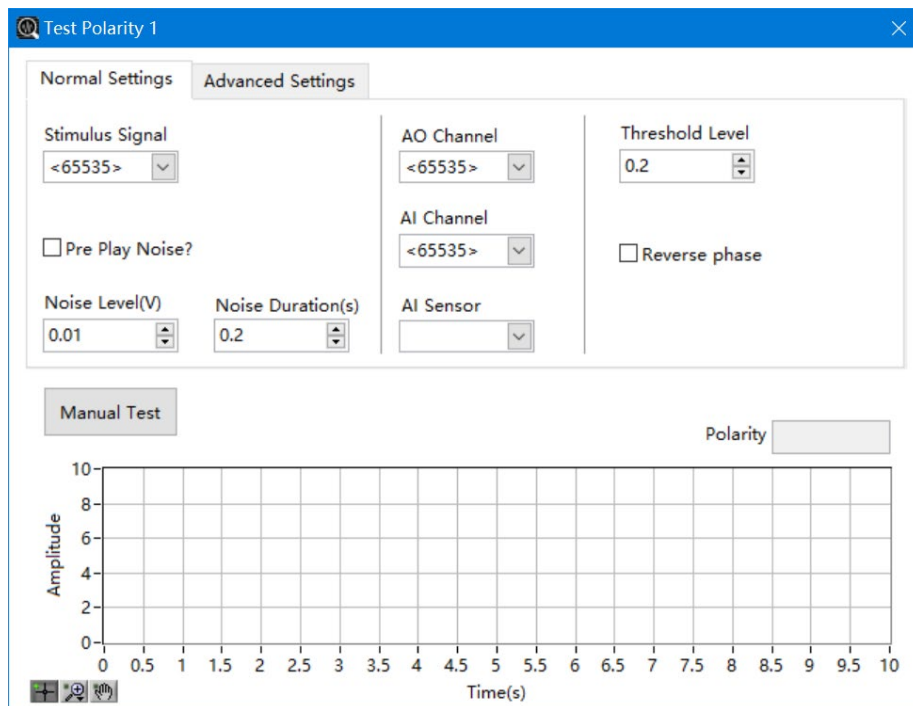 Test Polarity 1
Normal Settings
Advanced Settings
Stimulus Signal
<65535>
Pre Play Noise?
Noise Level(V)
0.01
Noise Duration(s)
0.2
AO Channel
<65535>
AI Channel
<65535>
AI Sensor
Threshold Level
0.2
Reverse phase
Manual Test
Polarity
Amplitude
10
8
6
4
2
0
0 0.5 1 1.5 2 2.5 3 3.5 4 4.5 5 5.5 6 6.5 7 7.5 8 8.5 9 9.5 10
Time(s)